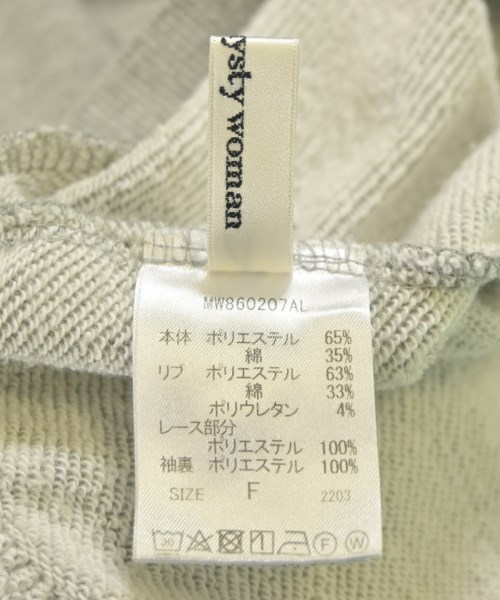 ysty woman
MW860207AL
本体 ポリエステル 65%
綿 35%
リブ ポリエステル 63%
綿 33%
ポリウレタン 4%
レース部分
ポリエステル 100%
袖裏 ポリエステル 100%
SIZE F 2203
30 F W